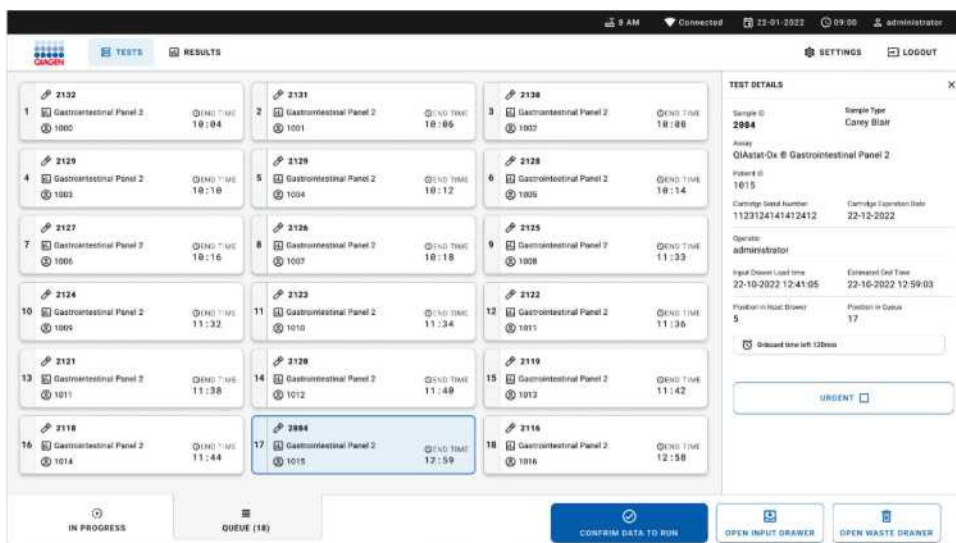 8 AM Connected 22-01-2022 09:00 administrator
QIAGEN TESTS RESULTS SETTINGS LOGOUT
2132
1 Gastrointestinal Panel 2 END TIME
1000 10:04
2131
2 Gastrointestinal Panel 2 END TIME
1001 10:06
2130
3 Gastrointestinal Panel 2 END TIME
1002 10:08
2129
4 Gastrointestinal Panel 2 END TIME
1003 10:10
2129
5 Gastrointestinal Panel 2 END TIME
1004 10:12
2128
6 Gastrointestinal Panel 2 END TIME
1005 10:14
2127
7 Gastrointestinal Panel 2 END TIME
1006 10:16
2126
8 Gastrointestinal Panel 2 END TIME
1007 10:18
2125
9 Gastrointestinal Panel 2 END TIME
1008 11:33
2124
10 Gastrointestinal Panel 2 END TIME
1009 11:32
2123
11 Gastrointestinal Panel 2 END TIME
1010 11:34
2122
12 Gastrointestinal Panel 2 END TIME
1011 11:36
2121
13 Gastrointestinal Panel 2 END TIME
1011 11:38
2120
14 Gastrointestinal Panel 2 END TIME
1012 11:40
2119
15 Gastrointestinal Panel 2 END TIME
1013 11:42
2118
16 Gastrointestinal Panel 2 END TIME
1014 11:44
2004
17 Gastrointestinal Panel 2 END TIME
1015 12:59
2116
18 Gastrointestinal Panel 2 END TIME
1016 12:58
TEST DETAILS
Sample ID Sample Type
2004 Carey Blair
Assay
QIAstat-Dx ® Gastrointestinal Panel 2
Patient ID
1015
Cartridge Serial Number Cartridge Expiration Date
1123124141412412 22-12-2022
Operator
administrator
Input Drawer Load time Estimated End Time
22-10-2022 12:41:05 22-10-2022 12:59:03
Position in Input Drawer Position in Queue
5 17
Onboard time left 120min
URGENT
IN PROGRESS QUEUE (18) CONFRIM DATA TO RUN OPEN INPUT DRAWER OPEN WASTE DRAWER